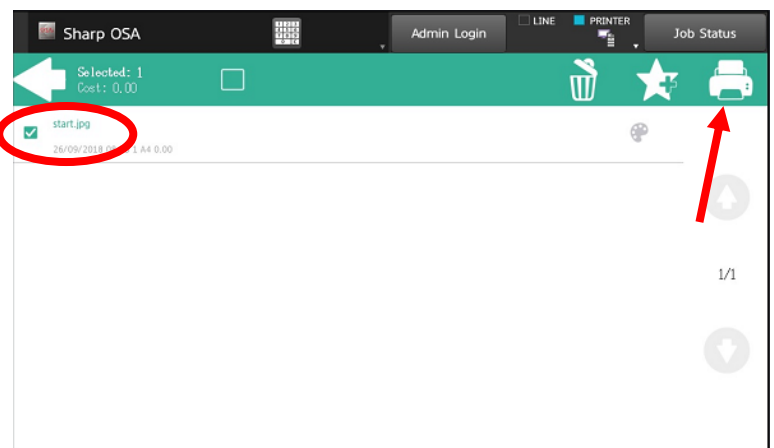 Sharp OSA
Admin Login
LINE
PRINTER
Job Status
Selected: 1
Cost: 0.00
start.jpg
26/09/2018 1 A4 0.00
1/1